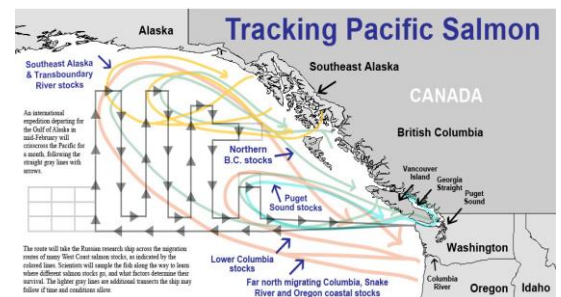 Tracking Pacific Salmon
Alaska
Southeast Alaska
& Transboundary
River stocks
Southeast Alaska
CANADA
British Columbia
An international
expedition departing for
the Gulf of Alaska in
mid-February will
crisscross the Pacific for
a month, following the
straight gray lines with
arrows.
Northern
B.C. stocks
Vancouver
Island
Georgia
Straight
Puget
Sound
Puget
Sound stocks
The route will take the Russian research ship across the migration
routes of many West Coast salmon stocks, as indicated by the
colored lines. Scientists will sample the fish along the way to learn
where different salmon stocks go, and what factors determine their
survival. The lighter gray lines are additional transects the ship may
follow if time and conditions allow.
Lower Columbia
stocks
Far north migrating Columbia, Snake
River and Oregon coastal stocks
Washington
Columbia
River
Oregon
Idaho